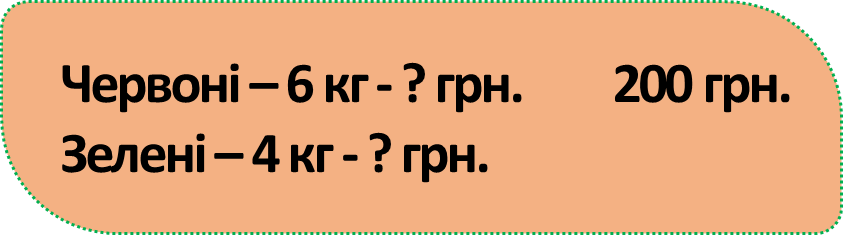 Червоні – 6 кг - ? грн. 200 грн.
Зелені – 4 кг - ? грн.